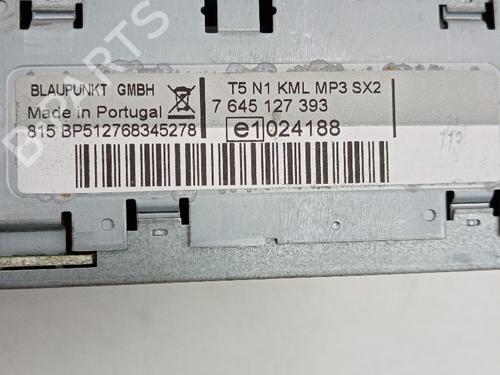 BLAUPUNKT GMBH
T5 N1 KML MP3 SX2
Made in Portugal
7 645 127 393
815 BP512768345278
e1 024188
113
B PARTS